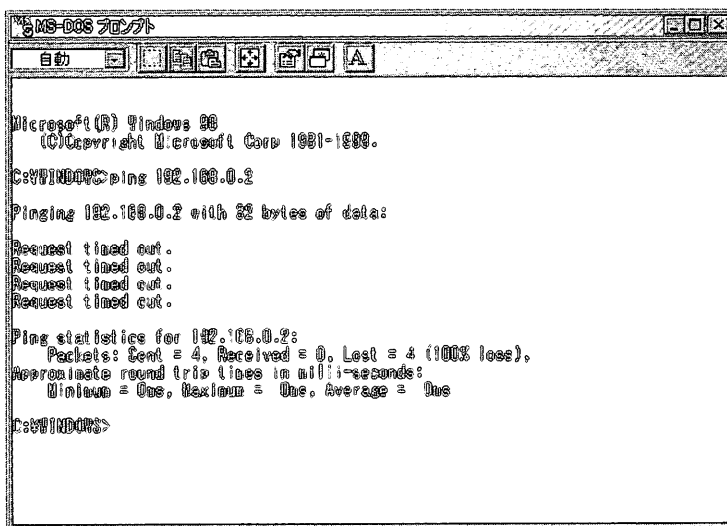 MS-DOS プロンプト
自動
Microsoft(R) Windows 98
(C)Copyright Microsoft Corp 1981-1999.
C:¥WINDOWS>ping 192.168.0.2
Pinging 192.168.0.2 with 32 bytes of data:
Request timed out.
Request timed out.
Request timed out.
Request timed out.
Ping statistics for 192.168.0.2:
Packets: Sent = 4, Received = 0, Lost = 4 (100% loss),
Approximate round trip times in milli-seconds:
Minimum = 0ms, Maximum = 0ms, Average = 0ms
C:¥WINDOWS>